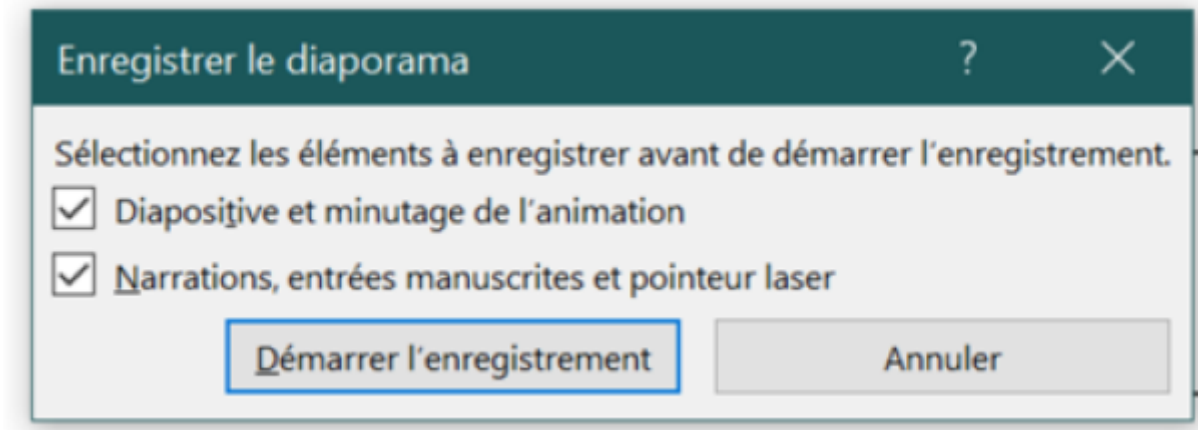 Enregistrer le diaporama ?
Sélectionnez les éléments à enregistrer avant de démarrer l'enregistrement.
Diapositive et minutage de l'animation
Narrations, entrées manuscrites et pointeur laser
Démarrer l'enregistrement Annuler